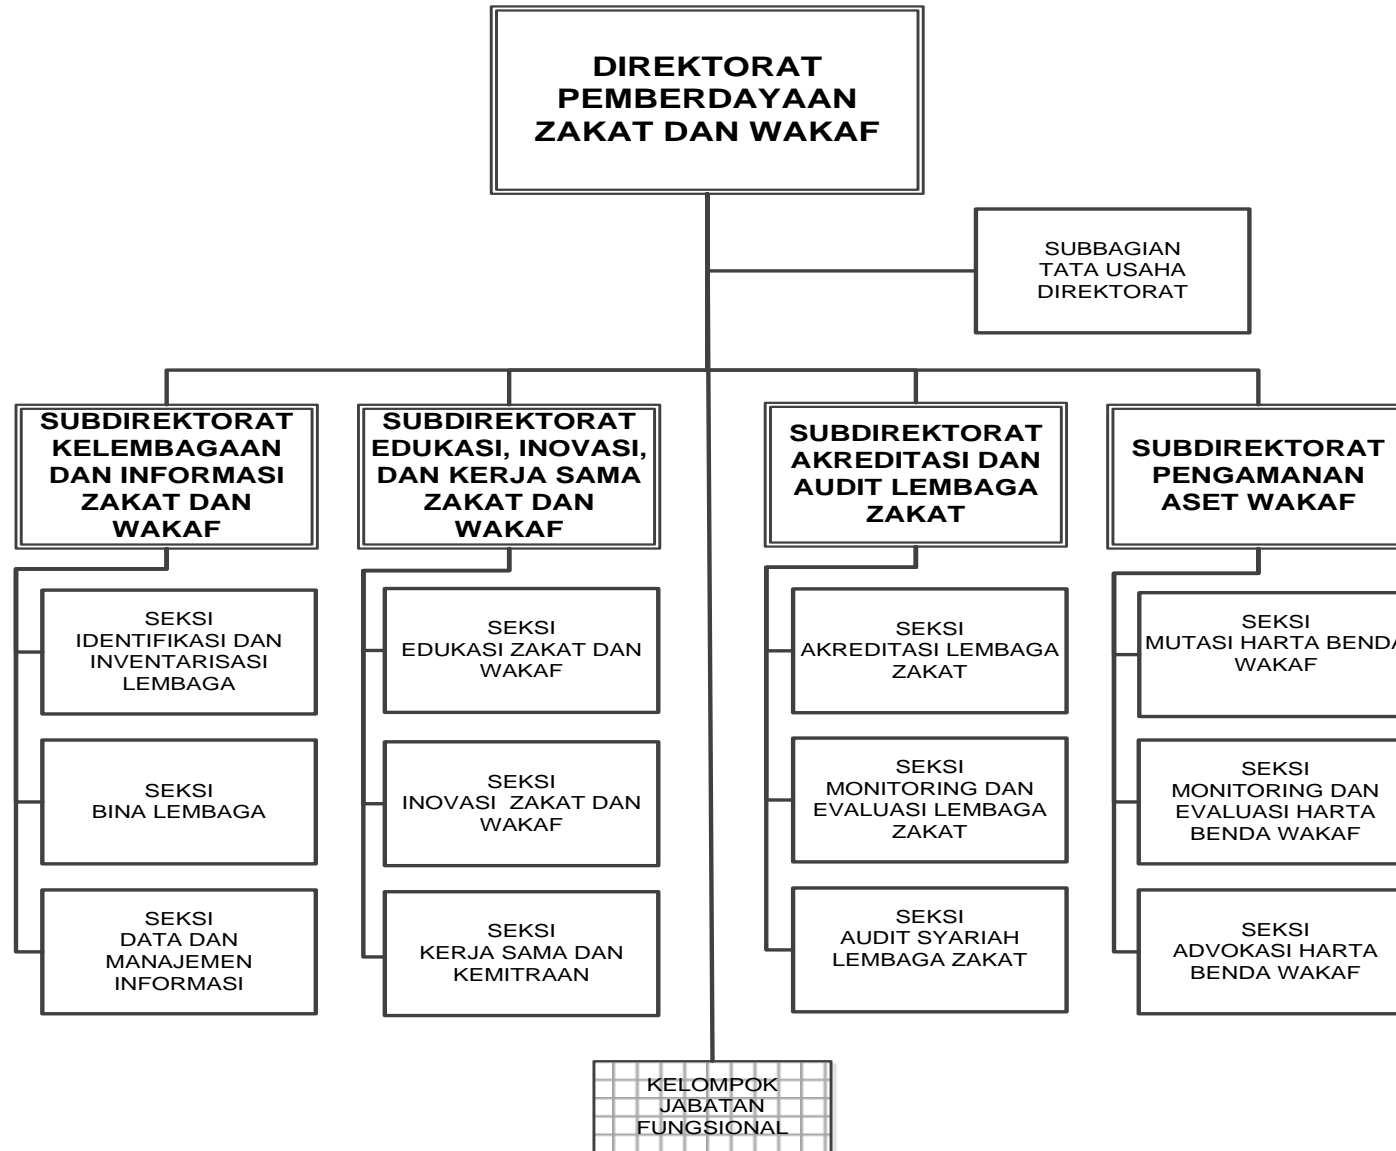 DIREKTORAT
PEMBERDAYAAN
ZAKAT DAN WAKAF
SUBBAGIAN
TATA USAHA
DIREKTORAT
SUBDIREKTORAT
KELEMBAGAAN
DAN INFORMASI
ZAKAT DAN
WAKAF
SUBDIREKTORAT
EDUKASI, INOVASI,
DAN KERJA SAMA
ZAKAT DAN
WAKAF
SUBDIREKTORAT
AKREDITASI DAN
AUDIT LEMBAGA
ZAKAT
SUBDIREKTORAT
PENGAMANAN
ASET WAKAF
SEKSI
IDENTIFIKASI DAN
INVENTARISASI
LEMBAGA
SEKSI
EDUKASI ZAKAT DAN
WAKAF
SEKSI
AKREDITASI LEMBAGA
ZAKAT
SEKSI
MUTASI HARTA BENDA
WAKAF
SEKSI
BINA LEMBAGA
SEKSI
INOVASI  ZAKAT DAN
WAKAF
SEKSI
MONITORING DAN
EVALUASI LEMBAGA
ZAKAT
SEKSI
MONITORING DAN
EVALUASI HARTA
BENDA WAKAF
SEKSI
DATA DAN
MANAJEMEN
INFORMASI
SEKSI
KERJA SAMA DAN
KEMITRAAN
SEKSI
AUDIT SYARIAH
LEMBAGA ZAKAT
SEKSI
ADVOKASI HARTA
BENDA WAKAF
KELOMPOK
JABATAN
FUNGSIONAL